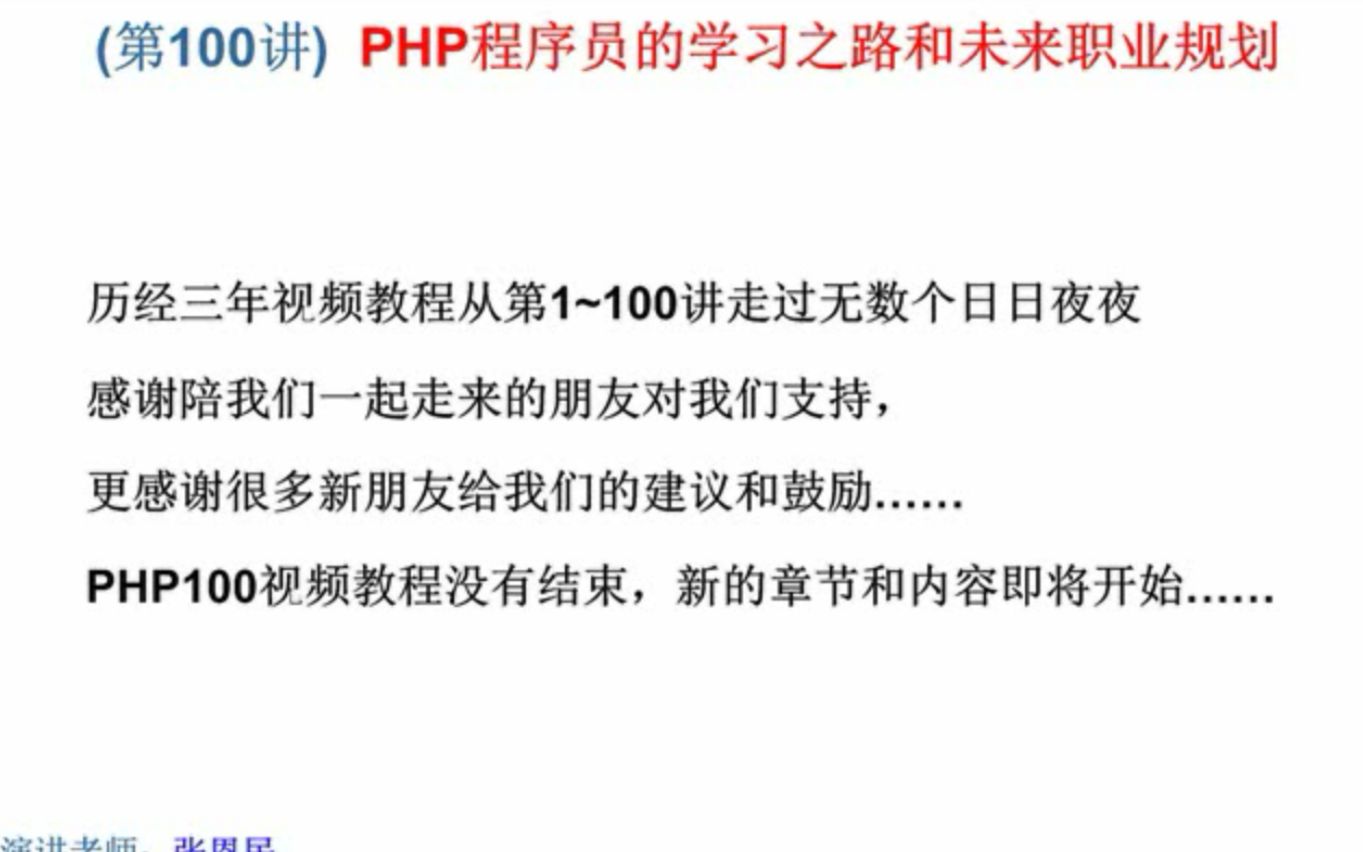 (第100讲) PHP程序员的学习之路和未来职业规划
历经三年视频教程从第1~100讲走过无数个日日夜夜
感谢陪我们一起走来的朋友对我们支持，
更感谢很多新朋友给我们的建议和鼓励……
PHP100视频教程没有结束，新的章节和内容即将开始……
演讲老师：张恩民